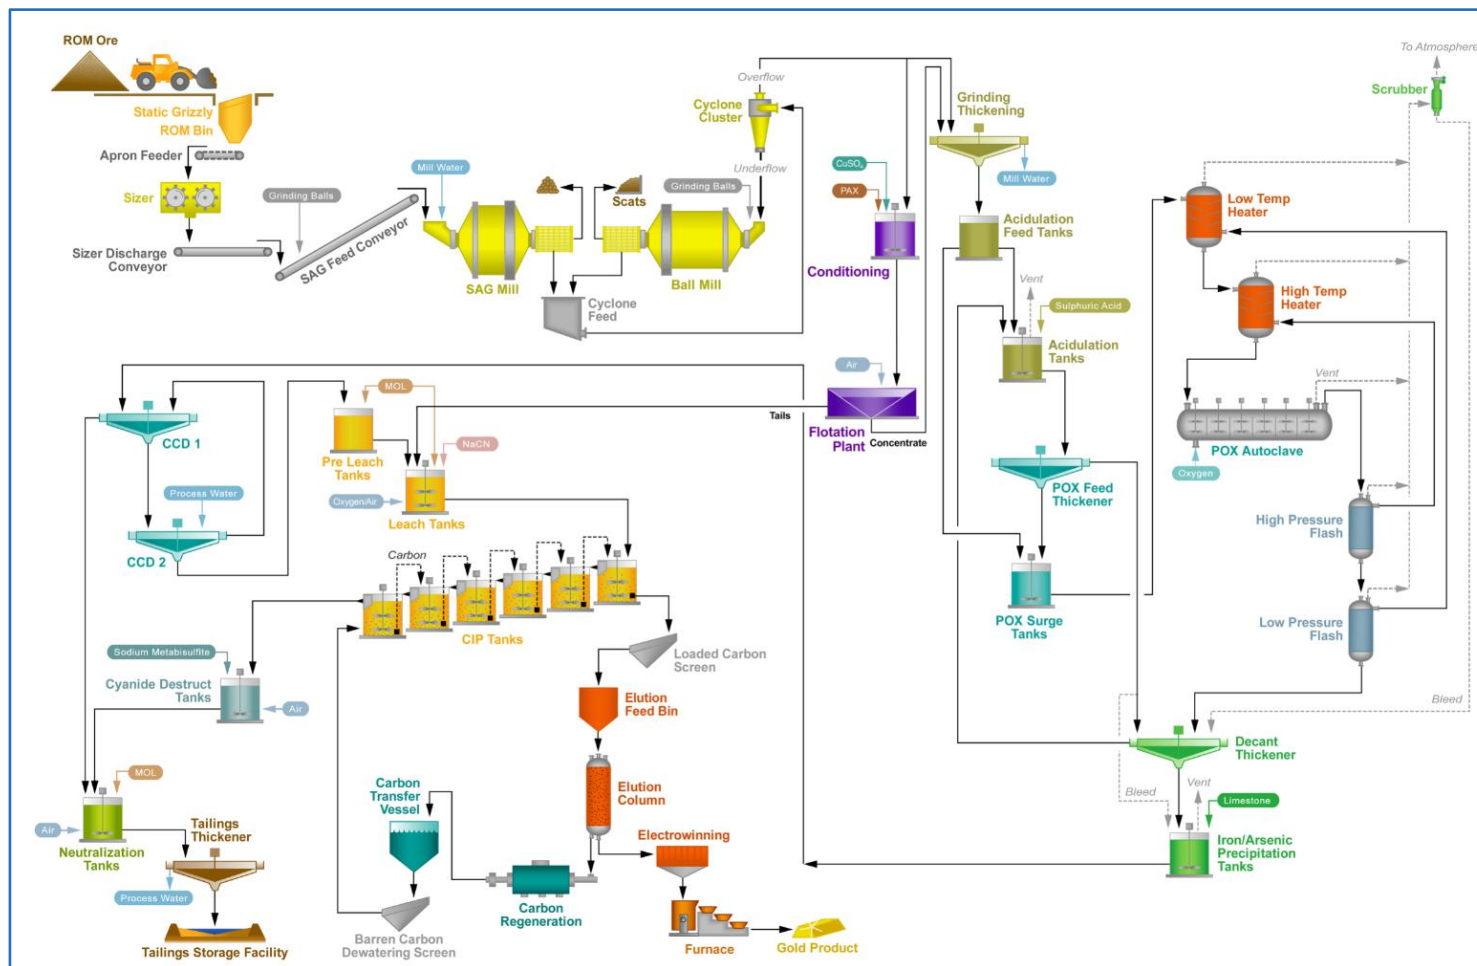 ROM Ore
Static Grizzly
ROM Bin
Apron Feeder
Sizer
Grinding Balls
Sizer Discharge
Conveyor
SAG Feed Conveyor
Mill Water
SAG Mill
Scats
Cyclone
Feed
Ball Mill
Grinding Balls
Underflow
Cyclone
Cluster
Overflow
CuSO₄
PAX
Conditioning
Grinding
Thickening
Mill Water
Acidulation
Feed Tanks
Vent
Sulphuric Acid
Acidulation
Tanks
Air
Flotation
Plant
Tails
Concentrate
POX Feed
Thickener
POX Surge
Tanks
To Atmosphere
Scrubber
Low Temp
Heater
High Temp
Heater
Vent
POX Autoclave
Oxygen
High Pressure
Flash
Low Pressure
Flash
Bleed
Decant
Thickener
Bleed
Vent
Limestone
Iron/Arsenic
Precipitation
Tanks
CCD 1
Process Water
CCD 2
MOL
Pre Leach
Tanks
NaCN
Oxygen/Air
Leach Tanks
Carbon
CIP Tanks
Loaded Carbon
Screen
Sodium Metabisulfite
Cyanide Destruct
Tanks
Air
MOL
Air
Neutralization
Tanks
Tailings
Thickener
Process Water
Tailings Storage Facility
Elution
Feed Bin
Elution
Column
Carbon
Transfer
Vessel
Carbon
Regeneration
Barren Carbon
Dewatering Screen
Electrowinning
Furnace
Gold Product